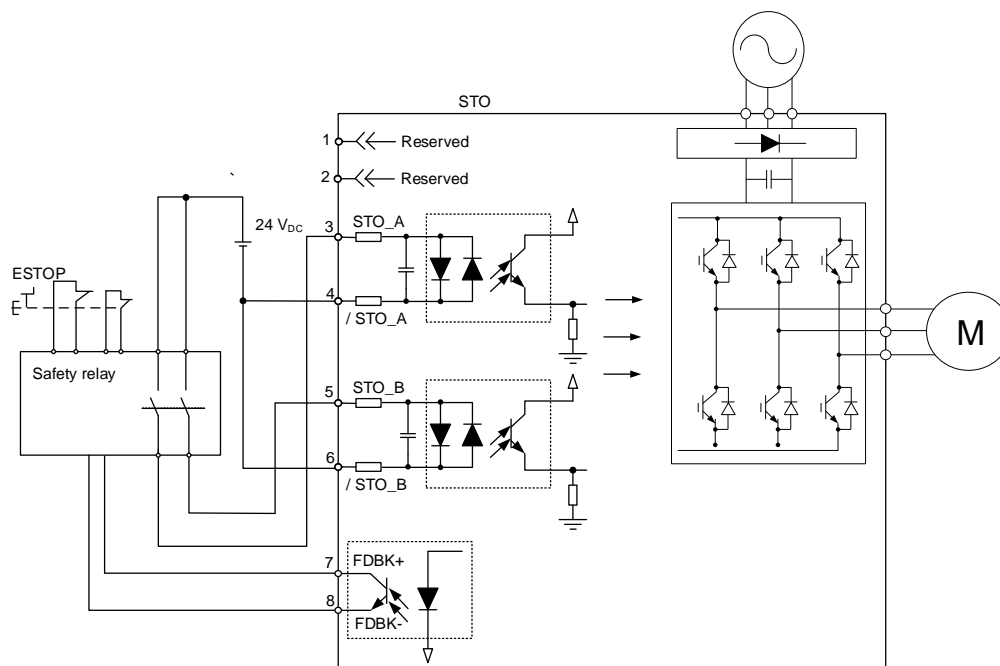 STO
1
Reserved
2
Reserved
24 VDC
3
STO_A
ESTOP
4
/ STO_A
Safety relay
5
STO_B
6
/ STO_B
M
7
FDBK+
8
FDBK-